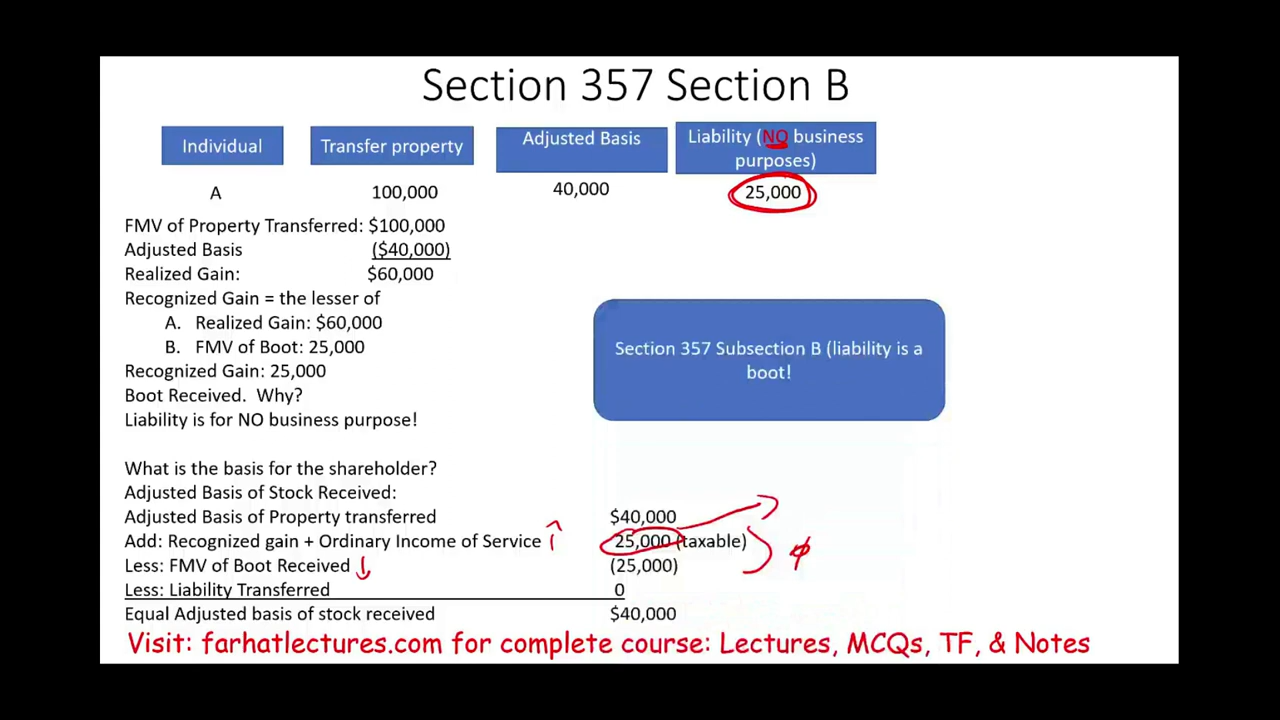 Section 357 Section B
Individual
Transfer property
Adjusted Basis
Liability (NO business
purposes)
A
100,000
40,000
25,000
FMV of Property Transferred: $100,000
Adjusted Basis ($40,000)
Realized Gain: $60,000
Recognized Gain = the lesser of
A. Realized Gain: $60,000
B. FMV of Boot: 25,000
Recognized Gain: 25,000
Boot Received. Why?
Liability is for NO business purpose!
Section 357 Subsection B (liability is a
boot!
What is the basis for the shareholder?
Adjusted Basis of Stock Received:
Adjusted Basis of Property transferred $40,000
Add: Recognized gain + Ordinary Income of Service 25,000 (taxable)
Less: FMV of Boot Received (25,000)
Less: Liability Transferred 0
Equal Adjusted basis of stock received $40,000
Visit: farhatlectures.com for complete course: Lectures, MCQs, TF, & Notes